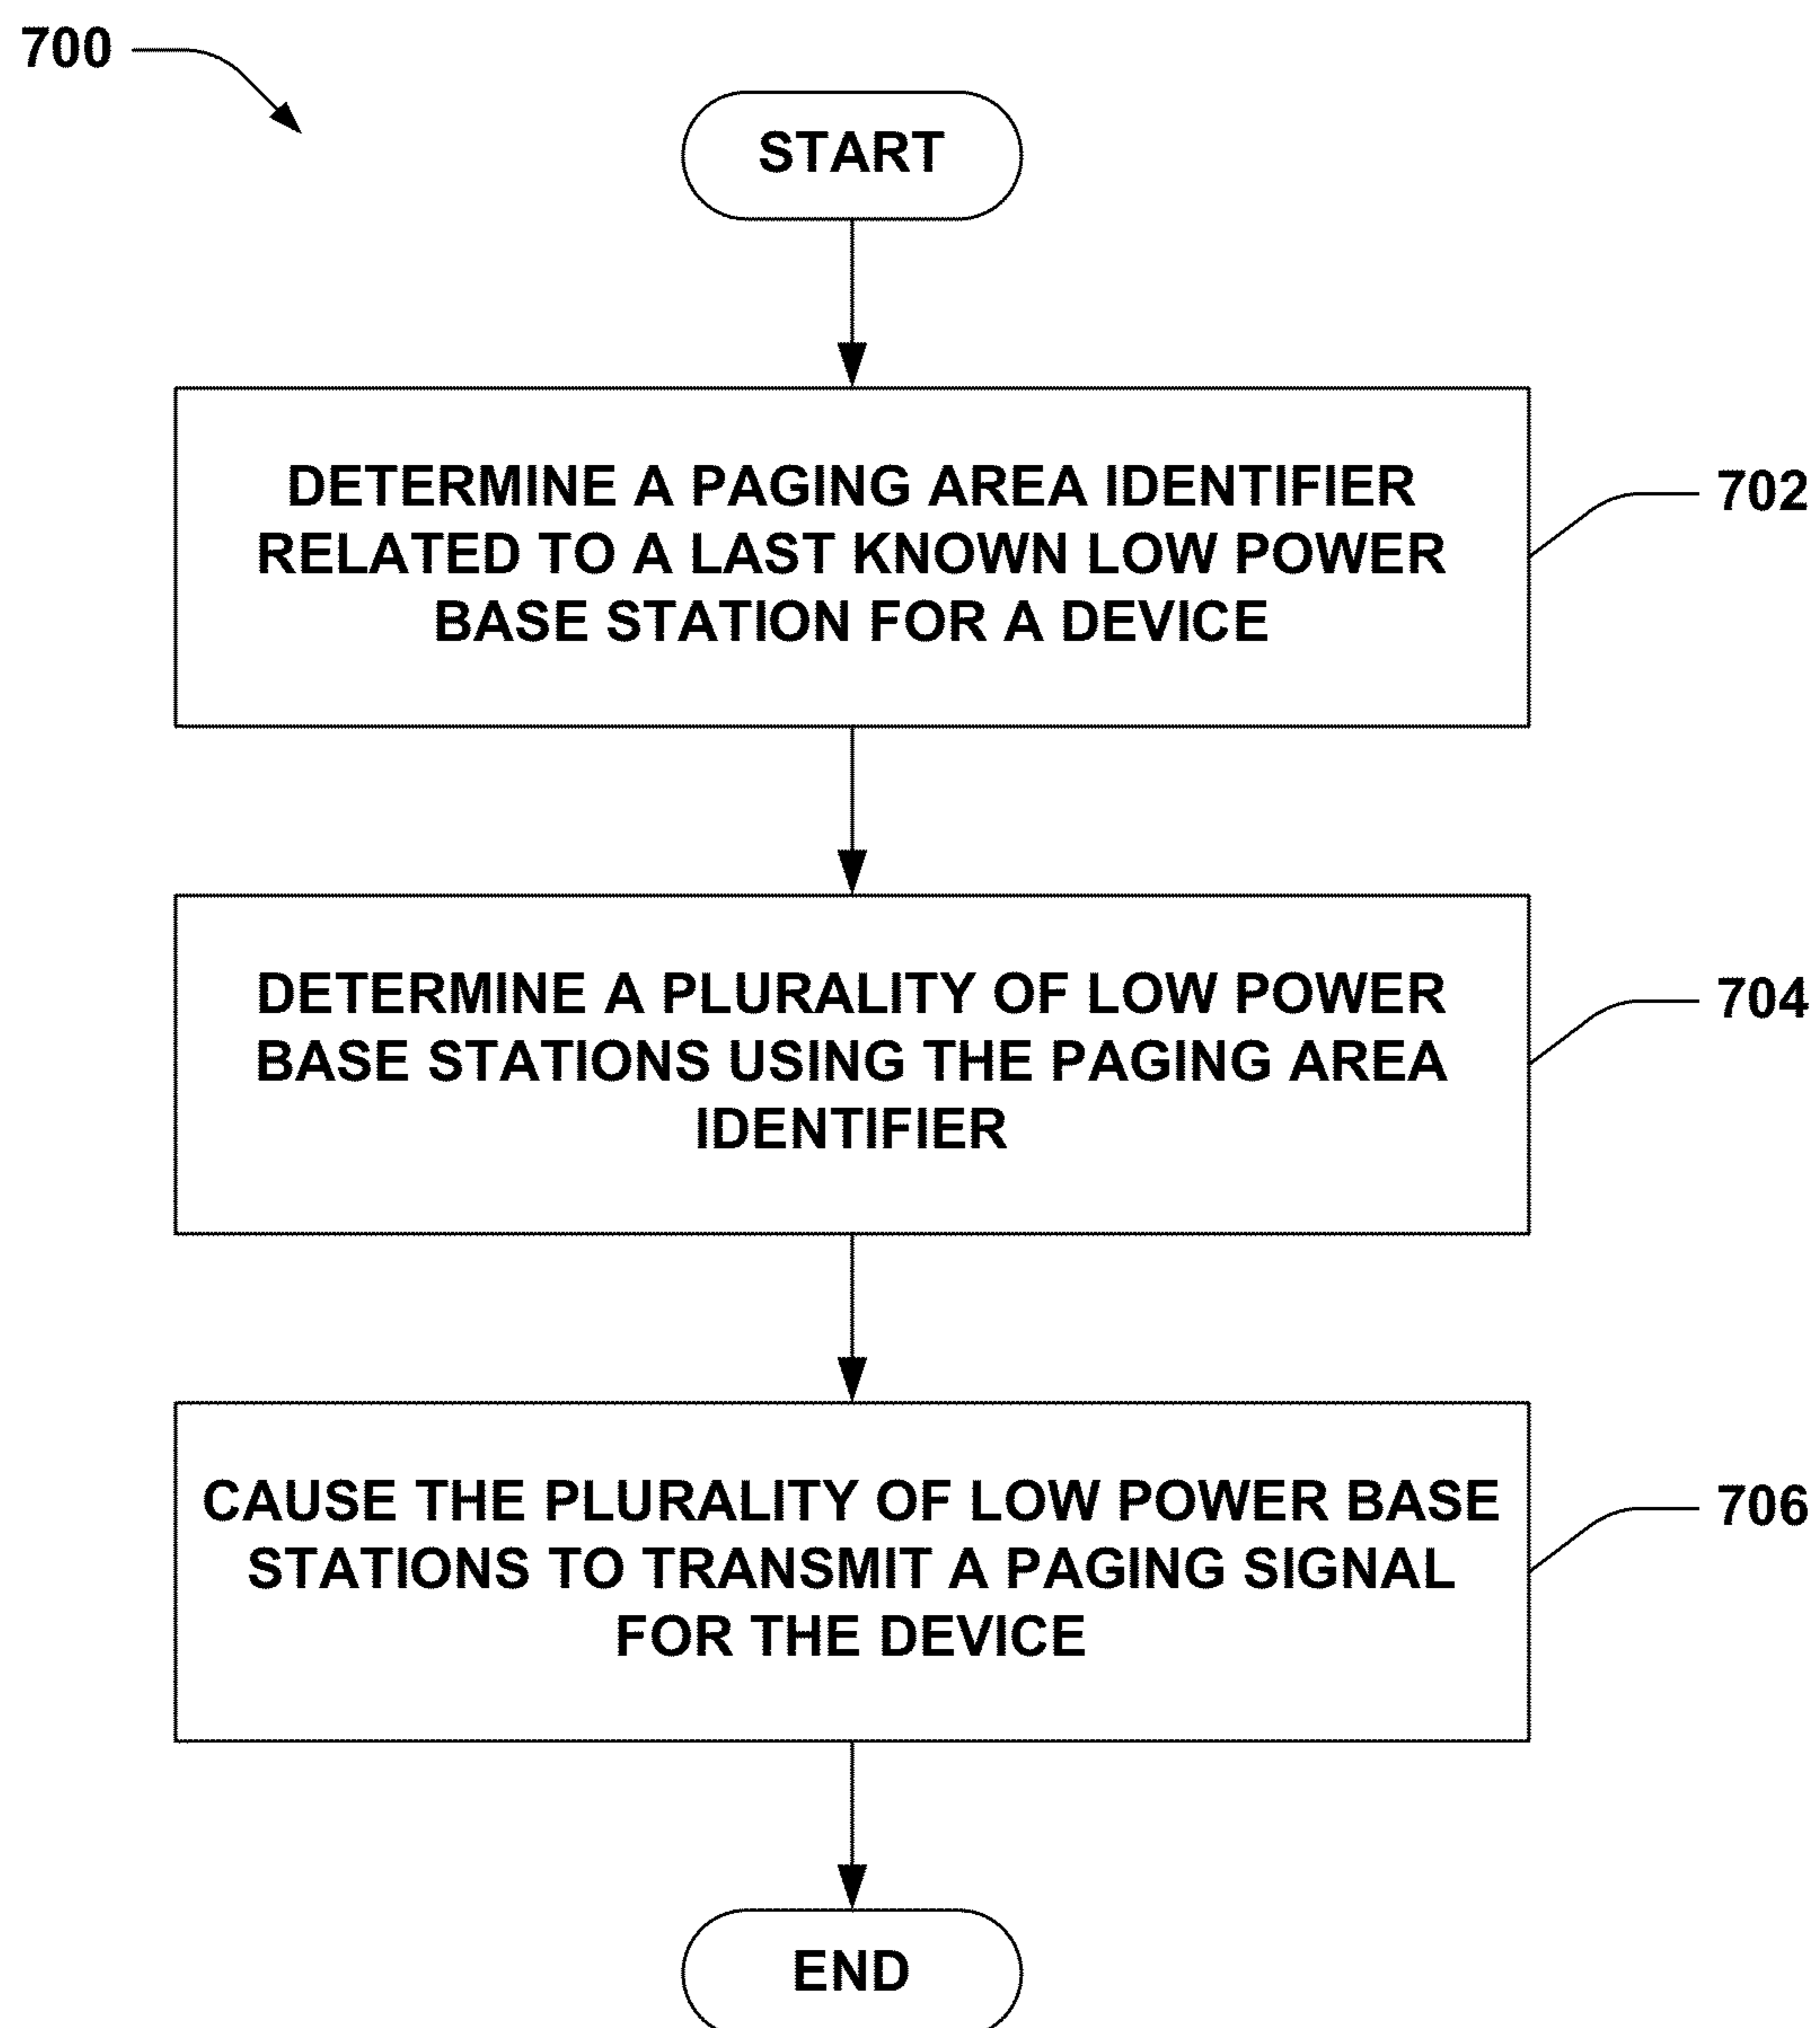 700
START
DETERMINE A PAGING AREA IDENTIFIER
RELATED TO A LAST KNOWN LOW POWER
BASE STATION FOR A DEVICE
702
DETERMINE A PLURALITY OF LOW POWER
BASE STATIONS USING THE PAGING AREA
IDENTIFIER
704
CAUSE THE PLURALITY OF LOW POWER BASE
STATIONS TO TRANSMIT A PAGING SIGNAL
FOR THE DEVICE
706
END